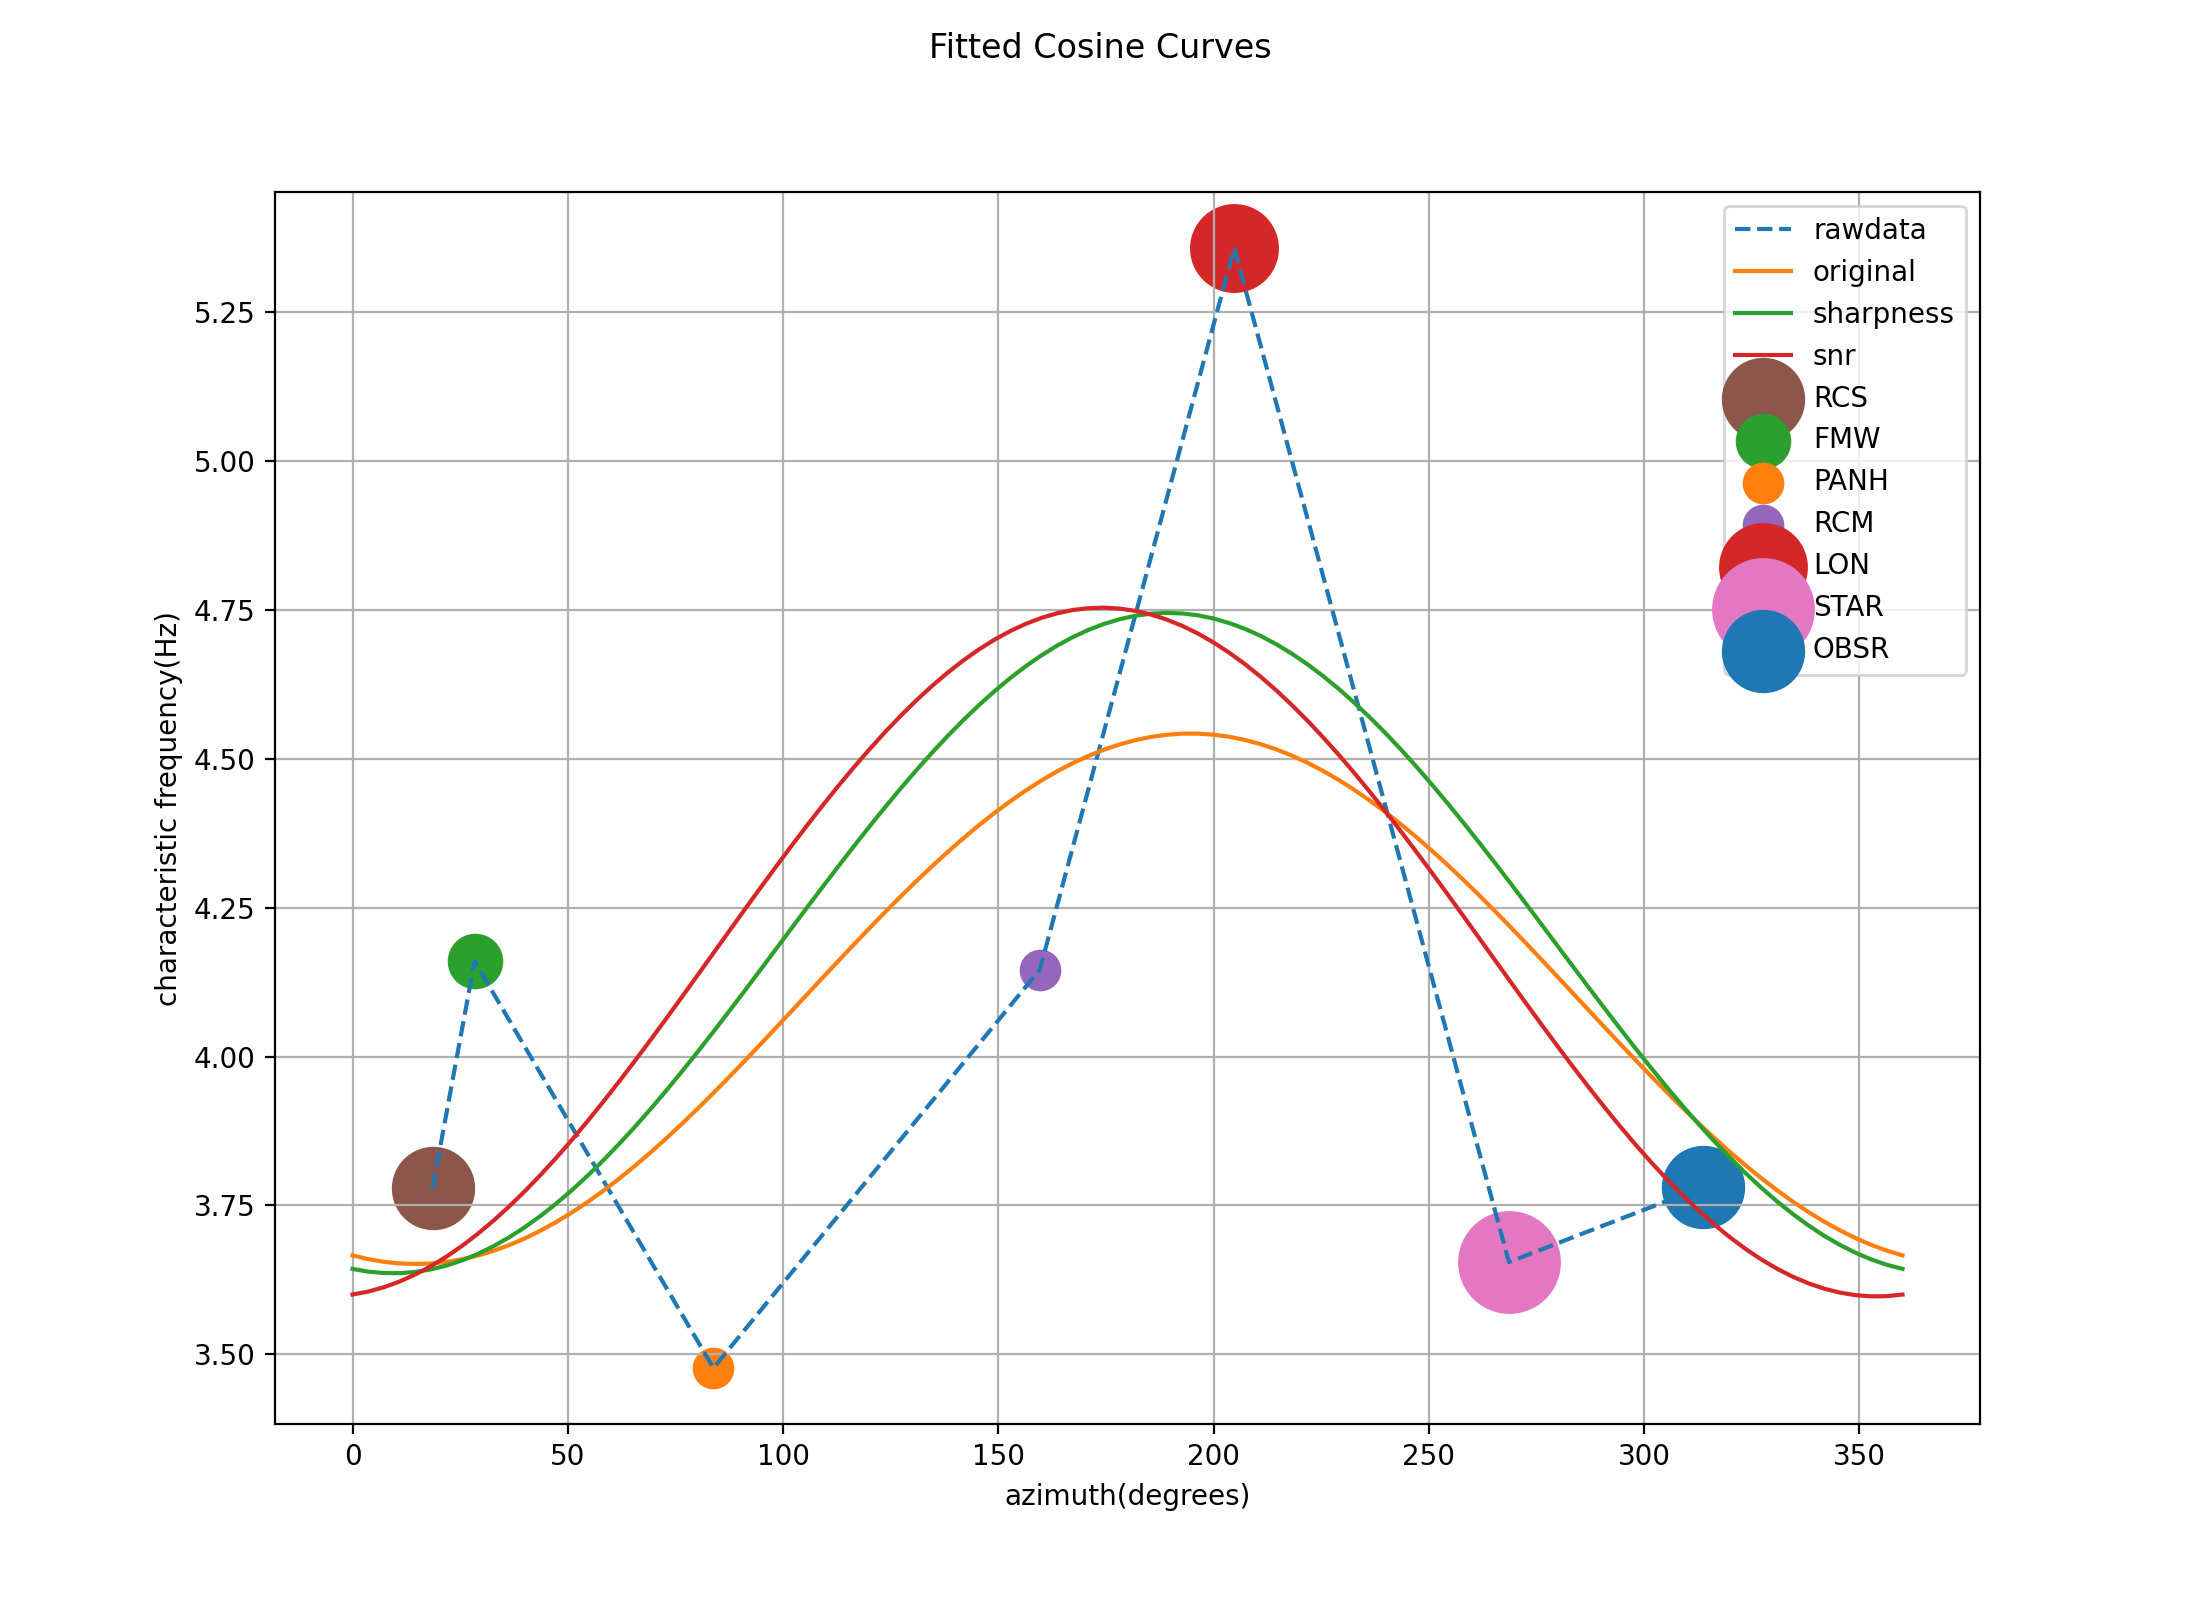 Fitted Cosine Curves
rawdata
original
sharpness
snr
RCS
FMW
PANH
RCM
LON
STAR
OBSR
characteristic frequency(Hz)
5.25
5.00
4.75
4.50
4.25
4.00
3.75
3.50
0 50 100 150 200 250 300 350
azimuth(degrees)